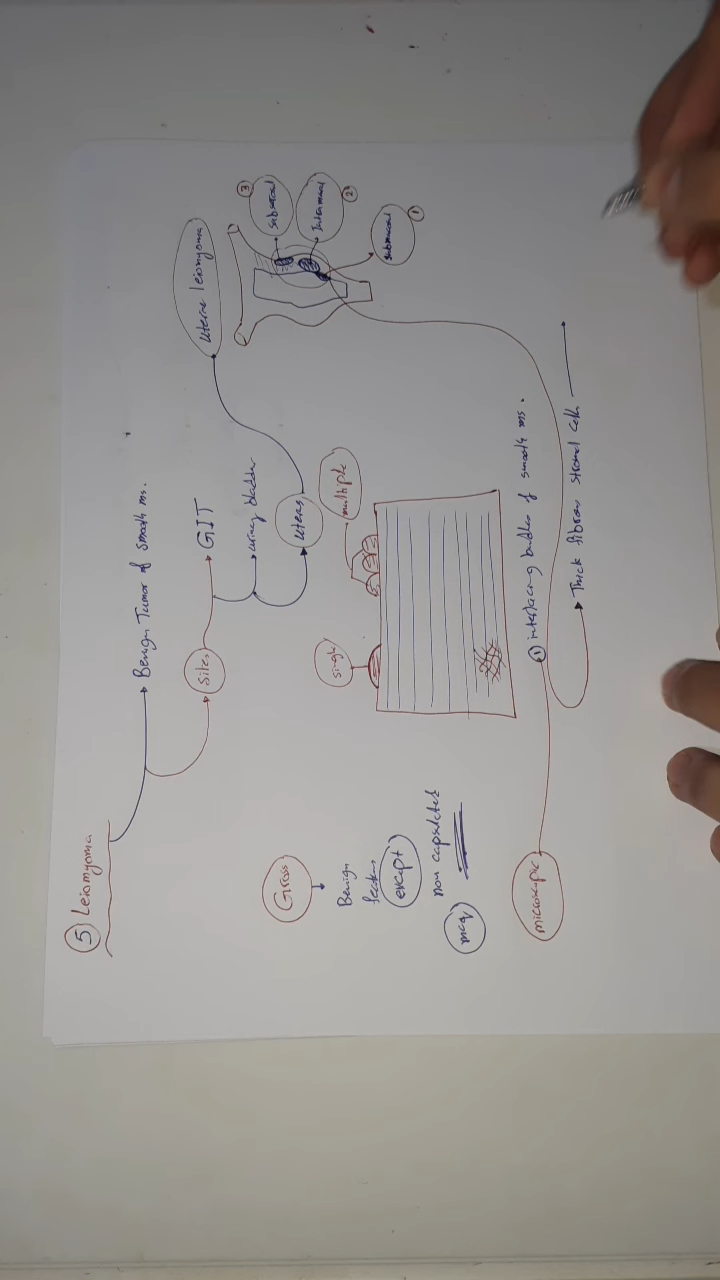 5 Leiomyoma
Benign Tumor of smooth ms.
Sites
GIT
urinary bladder
uterus
uterine leiomyoma
3
subserosal
Intramural
2
submucosal
1
Gross
Benign
features
except
non capsulated
mcq
single
multiple
microscopic
1 interlacing bundles of smooth ms.
Thick fibrous stromal cells